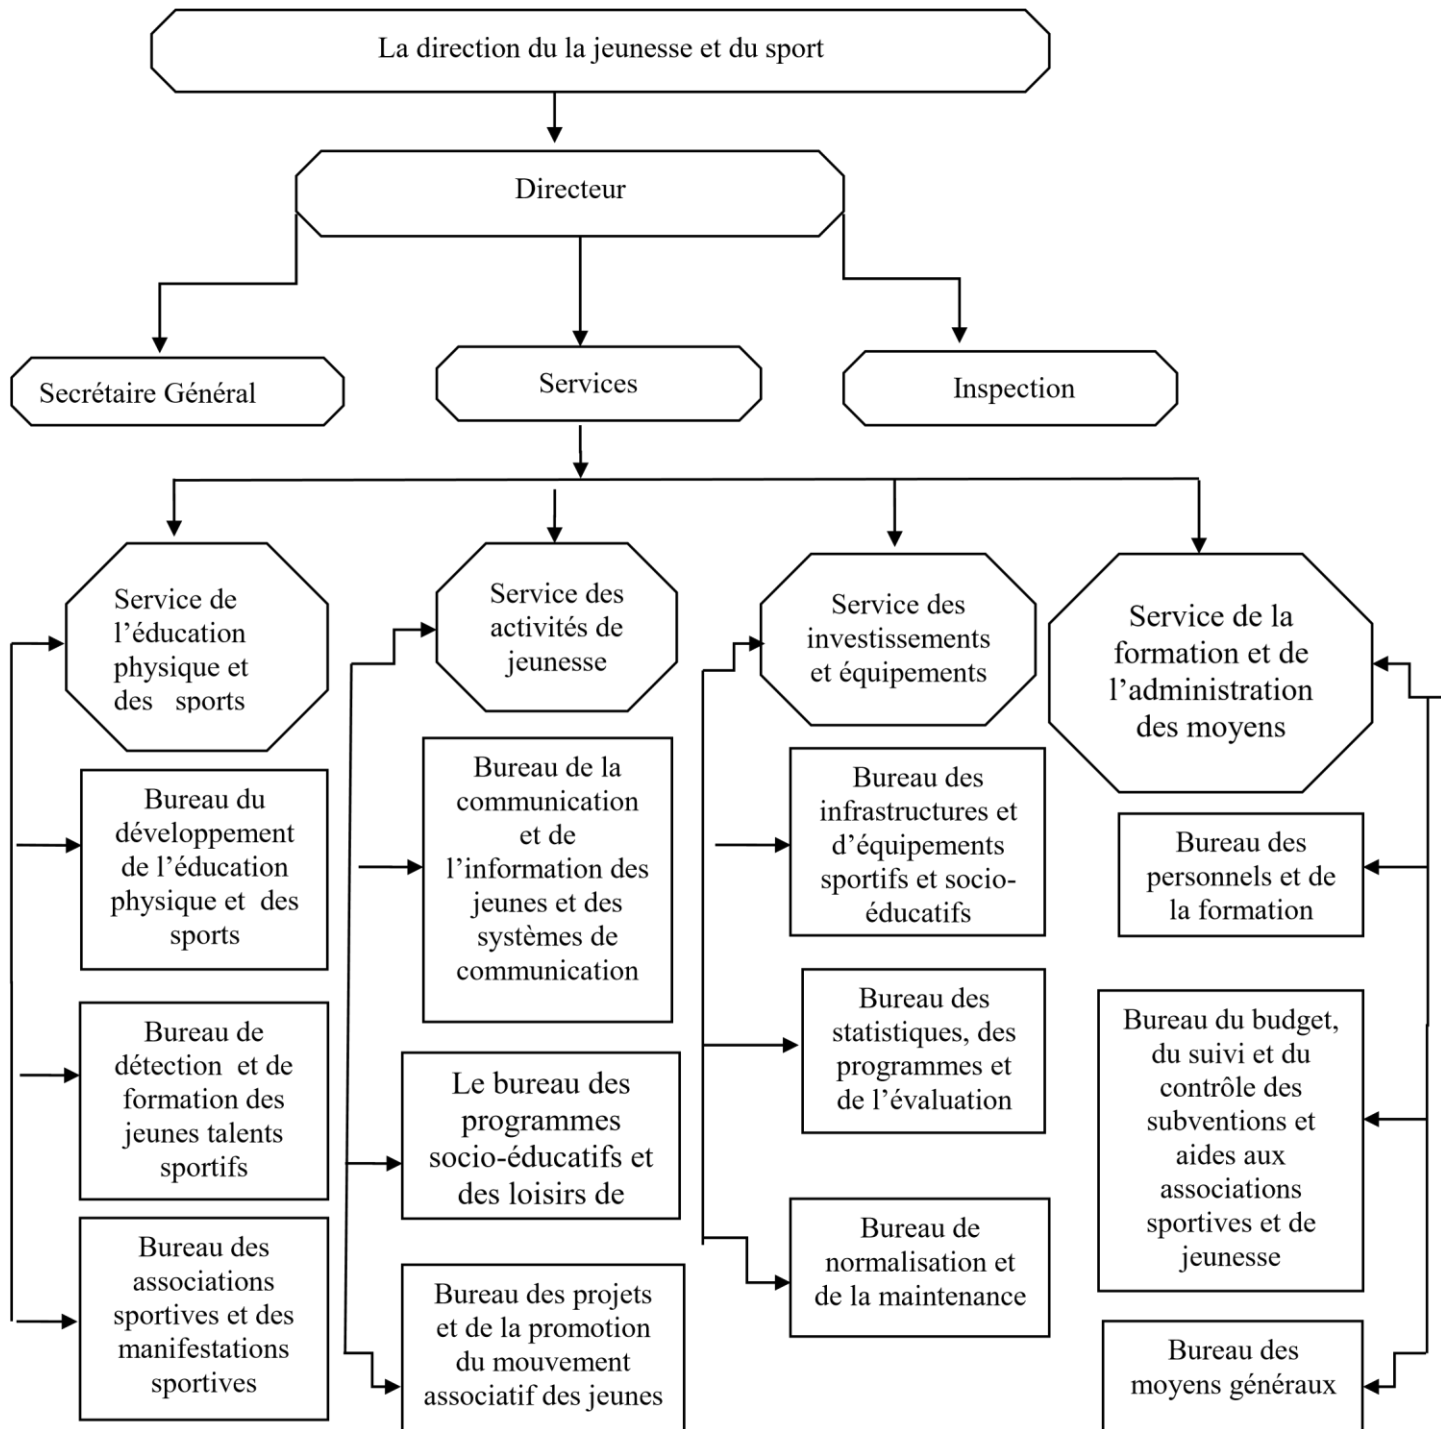 La direction du la jeunesse et du sport
Directeur
Secrétaire Général
Services
Inspection
Service de
l’éducation
physique et
des sports
Service des
activités de
jeunesse
Service des
investissements
et équipements
Service de la
formation et de
l’administration
des moyens
Bureau du
développement
de l’éducation
physique et des
sports
Bureau de
détection et de
formation des
jeunes talents
sportifs
Bureau des
associations
sportives et des
manifestations
sportives
Bureau de la
communication
et de
l’information des
jeunes et des
systèmes de
communication
Le bureau des
programmes
socio-éducatifs et
des loisirs de
Bureau des projets
et de la promotion
du mouvement
associatif des jeunes
Bureau des
infrastructures et
d’équipements
sportifs et socio-
éducatifs
Bureau des
statistiques, des
programmes et
de l’évaluation
Bureau de
normalisation et
de la maintenance
Bureau des
personnels et de
la formation
Bureau du budget,
du suivi et du
contrôle des
subventions et
aides aux
associations
sportives et de
jeunesse
Bureau des
moyens généraux